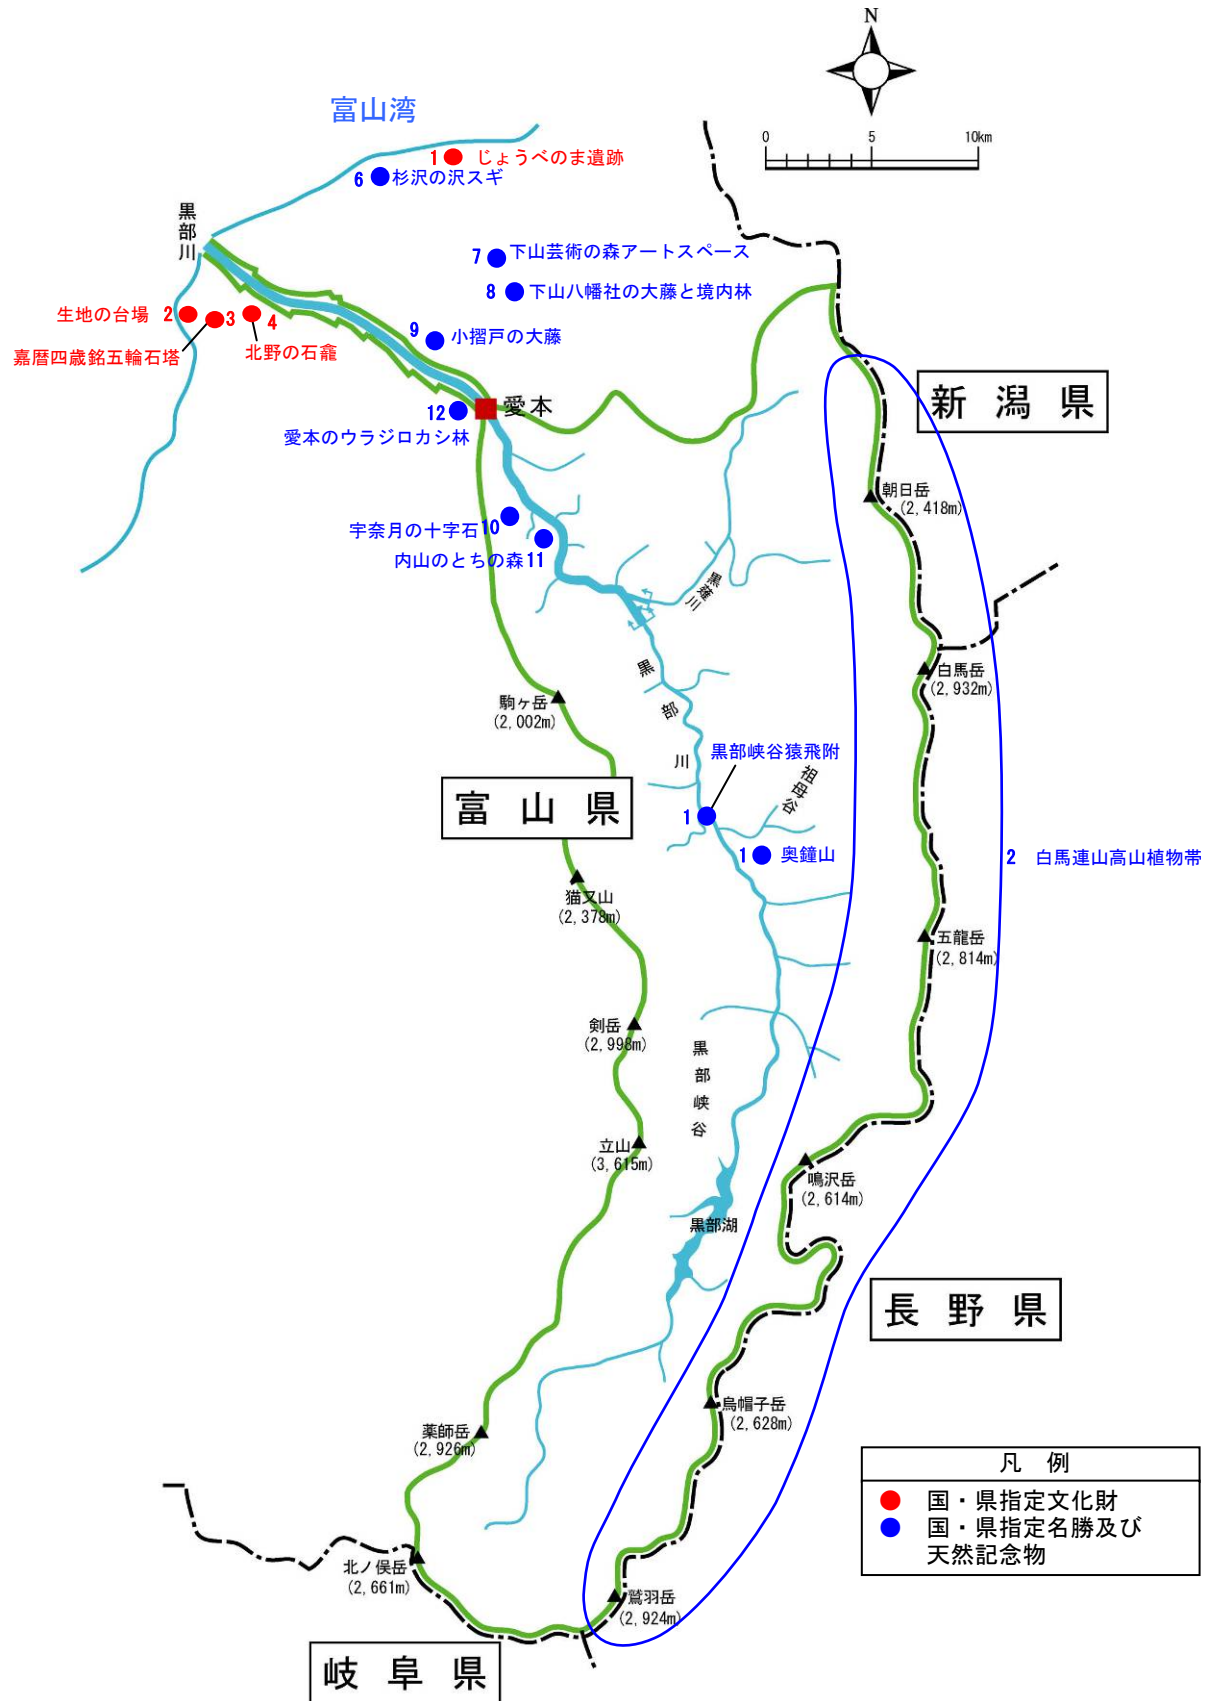 N
富山湾
0 5 10km
1 じょうべのま遺跡
6 杉沢の沢スギ
黒部川
7 下山芸術の森アートスペース
8 下山八幡社の大藤と境内林
生地の台場 2
3
4
嘉暦四歳銘五輪石塔
北野の石龕
9 小摺戸の大藤
12
愛本
愛本のウラジロカシ林
新潟県
朝日岳
(2,418m)
宇奈月の十字石 10
内山のとちの森 11
黒薙川
黒部川
白馬岳
(2,932m)
駒ヶ岳
(2,002m)
黒部峡谷猿飛附
祖母谷
富山県
1
1 奥鐘山
2 白馬連山高山植物帯
猫又山
(2,378m)
五龍岳
(2,814m)
剣岳
(2,998m)
黒部峡谷
立山
(3,615m)
鳴沢岳
(2,614m)
黒部湖
長野県
烏帽子岳
(2,628m)
薬師岳
(2,926m)
凡例
国・県指定文化財
国・県指定名勝及び
天然記念物
北ノ俣岳
(2,661m)
鷲羽岳
(2,924m)
岐阜県